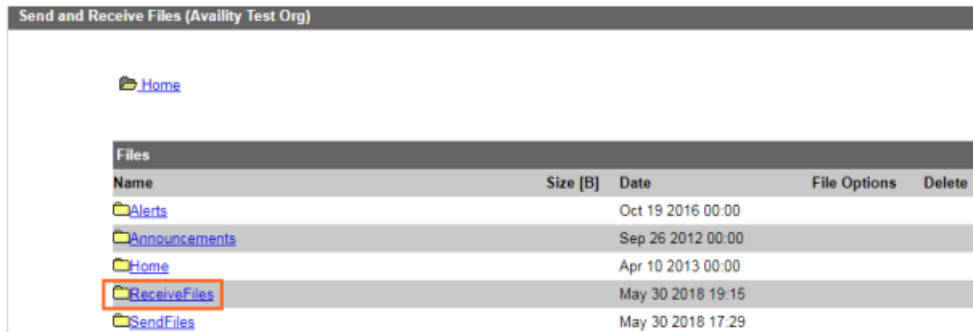 Send and Receive Files (Availity Test Org)
Home
Files
Name Size [B] Date File Options Delete
Alerts Oct 19 2016 00:00
Announcements Sep 26 2012 00:00
Home Apr 10 2013 00:00
ReceiveFiles May 30 2018 19:15
SendFiles May 30 2018 17:29